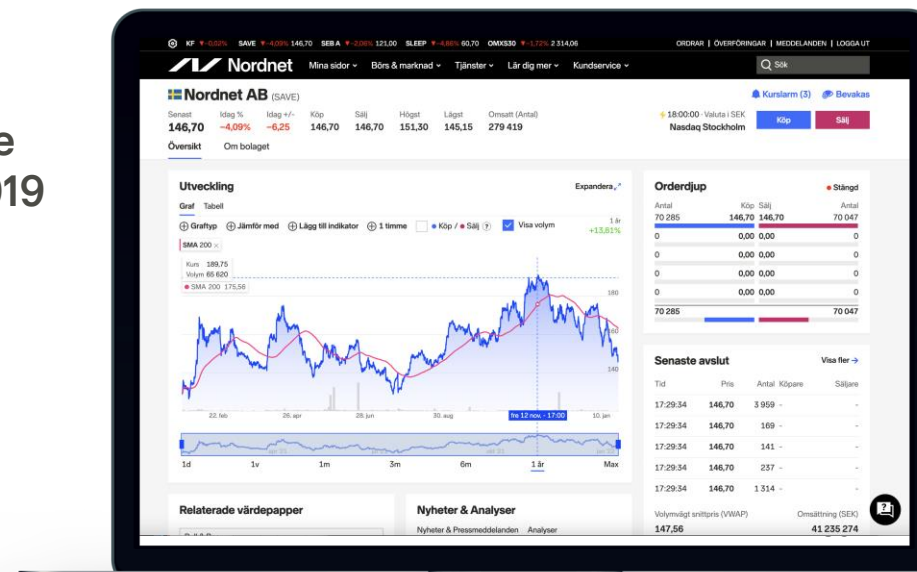 e
019
KF ▼-0,02% SAVE ▼-4,09% 146,70 SEB A ▼-2,06% 121,00 SLEEP ▼-4,66% 60,70 OMXS30 ▼-1,72% 2 314,06 ORDRAR | ÖVERFÖRINGAR | MEDDELANDEN | LOGGA UT
Nordnet Mina sidor Börs & marknad Tjänster Lär dig mer Kundservice Sök
Nordnet AB (SAVE) Kurslarm (3) Bevakas
Senast Idag % Idag +/- Köp Sälj Högst Lägst Omsatt (Antal) 18:00:00 · Valuta i SEK
146,70 -4,09% -6,25 146,70 146,70 151,30 145,15 279 419 Nasdaq Stockholm Köp Sälj
Översikt Om bolaget
Utveckling Expandera
Graf Tabell
Graftyp Jämför med Lägg till indikator 1 timme Köp / Sälj ? Visa volym 1 år
+13,81%
SMA 200 ×
Kurs 189,75
Volym 65 620
SMA 200 175,56
180
160
140
22. feb 26. apr 28. jun 30. aug fre 12 nov. - 17:00 10. jan
1d 1v 1m 3m 6m 1 år Max
Orderdjup Stängd
Antal Köp Sälj Antal
70 285 146,70 146,70 70 047
0 0,00 0,00 0
0 0,00 0,00 0
0 0,00 0,00 0
0 0,00 0,00 0
70 285 70 047
Senaste avslut Visa fler →
Tid Pris Antal Köpare Säljare
17:29:34 146,70 3 959 - -
17:29:34 146,70 169 - -
17:29:34 146,70 141 - -
17:29:34 146,70 237 - -
17:29:34 146,70 1 314 - -
Volymvägt snittpris (VWAP) Omsättning (SEK)
147,56 41 235 274
Relaterade värdepapper
Nyheter & Analyser
Nyheter & Pressmeddelanden Analyser